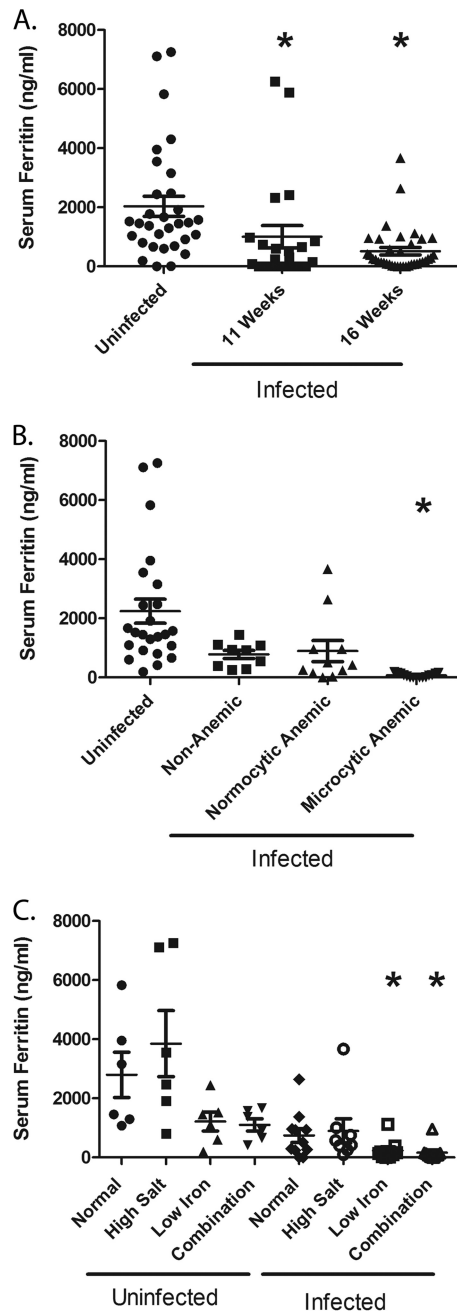 A.
Serum Ferritin (ng/ml)
8000
6000
4000
2000
0
* *
Uninfected
11 Weeks
16 Weeks
Infected
B.
Serum Ferritin (ng/ml)
8000
6000
4000
2000
0
*
Uninfected
Non-Anemic
Normocytic Anemic
Microcytic Anemic
Infected
C.
Serum Ferritin (ng/ml)
8000
6000
4000
2000
0
* *
Normal
High Salt
Low Iron
Combination
Normal
High Salt
Low Iron
Combination
Uninfected
Infected